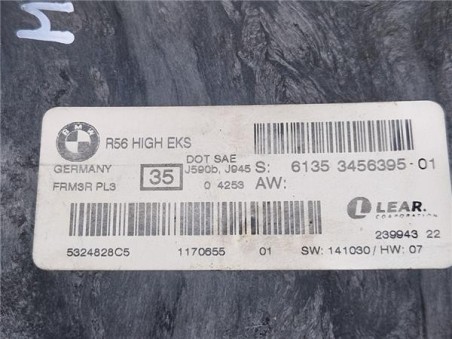 M
BMW
R56 HIGH EKS
GERMANY
FRM3R PL3
35
DOT SAE
J590b, J945
0 4253
S: 6135 3456395-01
AW:
LEAR.
CORPORATION
239943 22
5324828C5 1170655 01 SW: 141030 / HW: 07